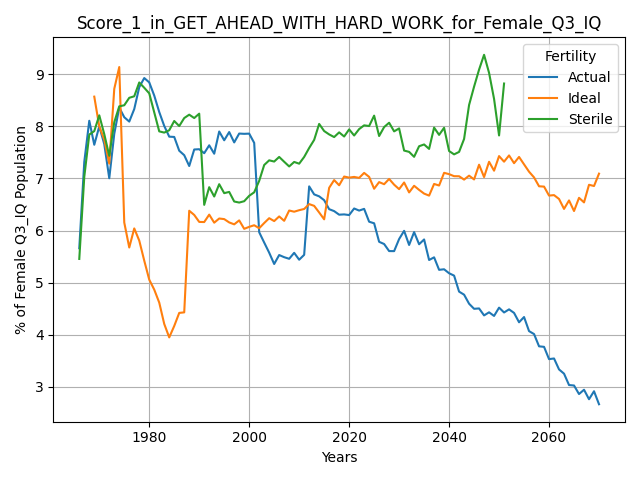 Score_1_in_GET_AHEAD_WITH_HARD_WORK_for_Female_Q3_IQ
Fertility
Actual
Ideal
Sterile
% of Female Q3_IQ Population
9
8
7
6
5
4
3
1980
2000
2020
2040
2060
Years